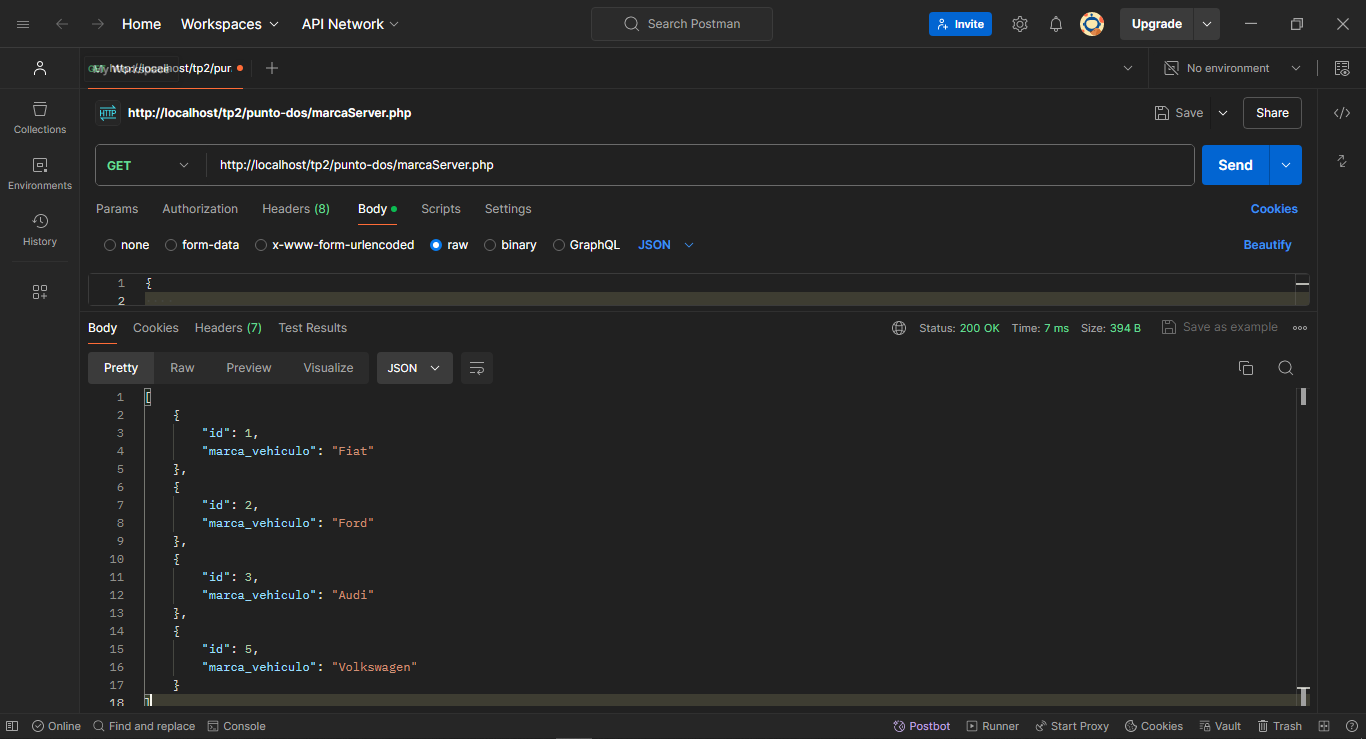 Home Workspaces API Network Search Postman Invite Upgrade
http://localhost/tp2/pur No environment
http://localhost/tp2/punto-dos/marcaServer.php Save Share
Collections
GET http://localhost/tp2/punto-dos/marcaServer.php Send
Environments
Params Authorization Headers (8) Body Scripts Settings Cookies
History
none form-data x-www-form-urlencoded raw binary GraphQL JSON Beautify
1 {
2
Body Cookies Headers (7) Test Results Status: 200 OK Time: 7 ms Size: 394 B Save as example
Pretty Raw Preview Visualize JSON
1 [
2 {
3 "id": 1,
4 "marca_vehiculo": "Fiat"
5 },
6 {
7 "id": 2,
8 "marca_vehiculo": "Ford"
9 },
10 {
11 "id": 3,
12 "marca_vehiculo": "Audi"
13 },
14 {
15 "id": 5,
16 "marca_vehiculo": "Volkswagen"
17 }
18 ]
Online Find and replace Console Postbot Runner Start Proxy Cookies Vault Trash